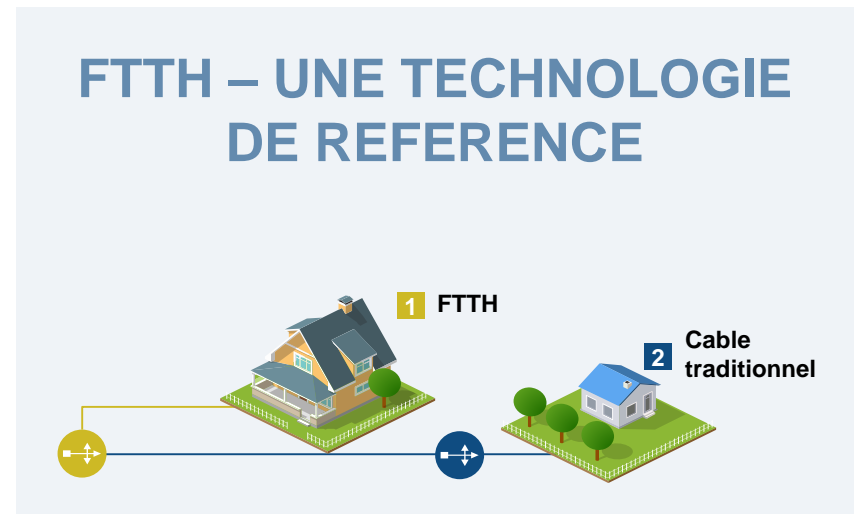 FTTH – UNE TECHNOLOGIE
DE REFERENCE
1 FTTH
2 Cable
traditionnel